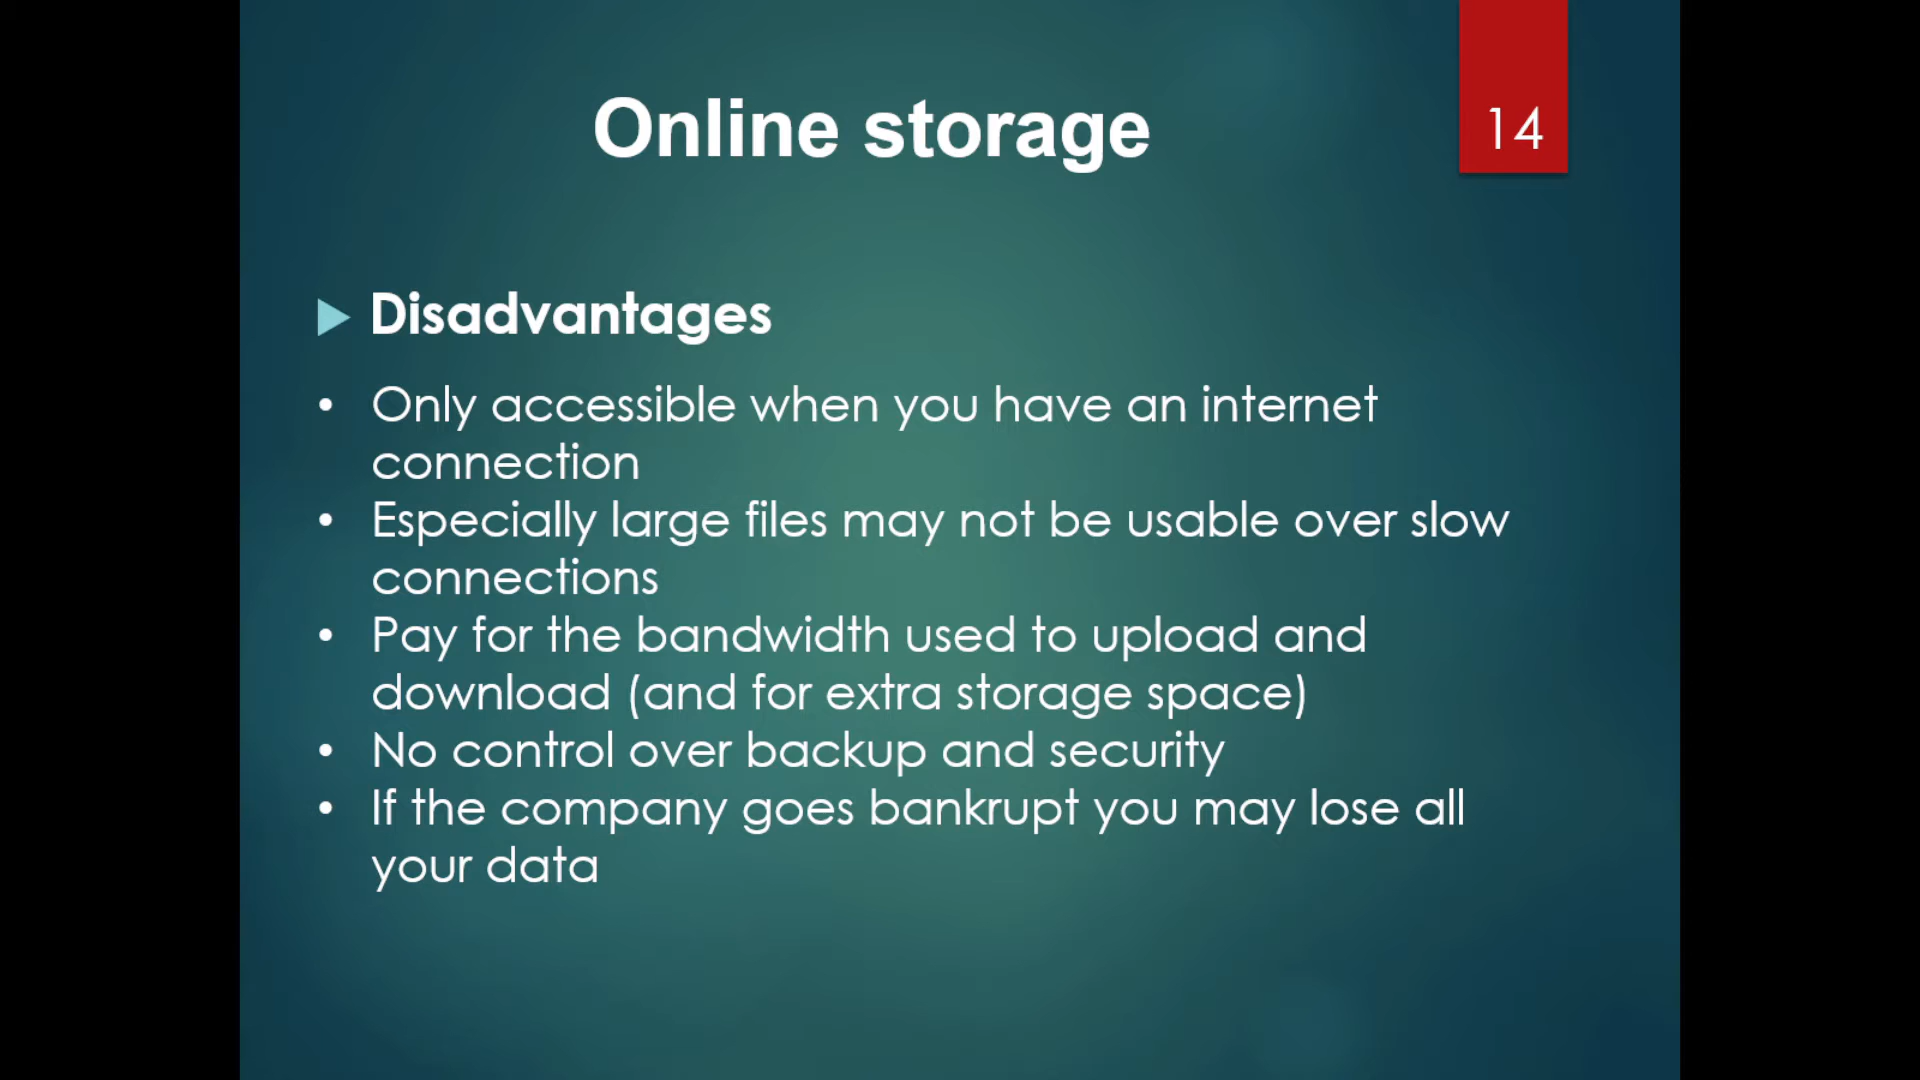 Online storage
14
Disadvantages
• Only accessible when you have an internet
connection
• Especially large files may not be usable over slow
connections
• Pay for the bandwidth used to upload and
download (and for extra storage space)
• No control over backup and security
• If the company goes bankrupt you may lose all
your data